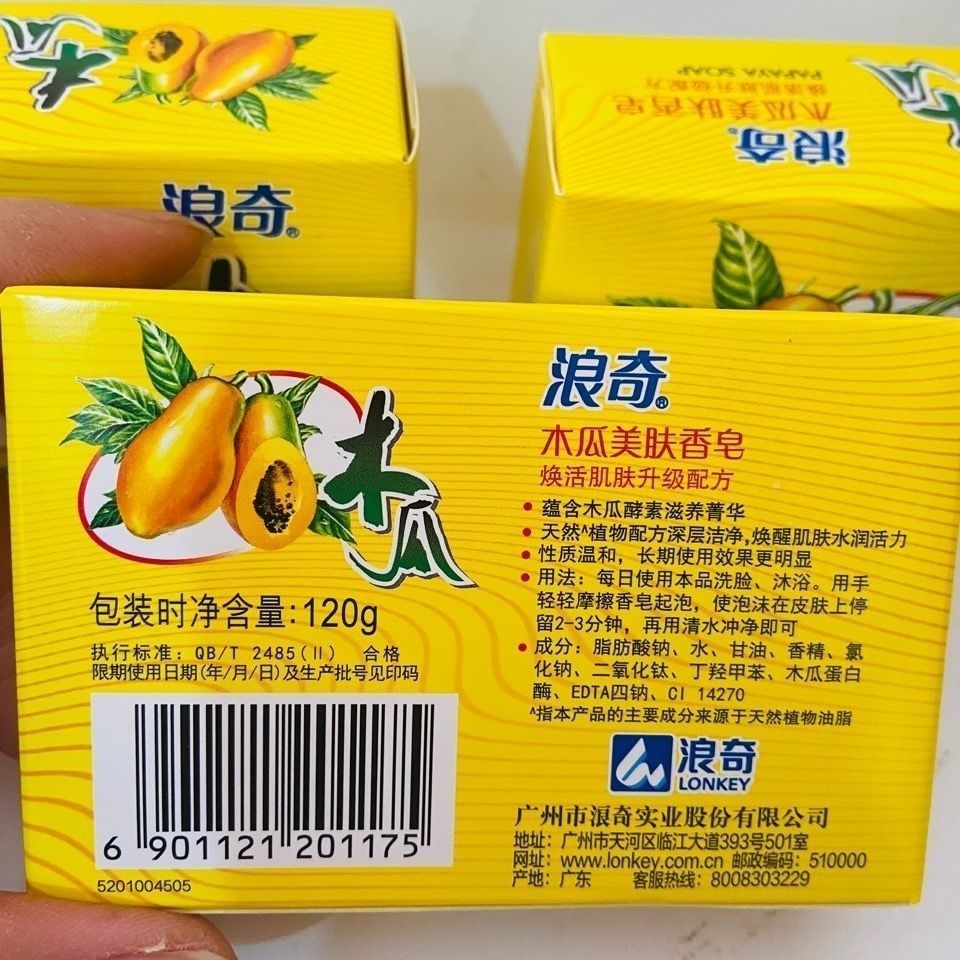 木瓜
浪奇®
PAPAYA SOAP
焕活肌肤升级配方
木瓜美肤香皂
浪奇®
木瓜
包装时净含量:120g
执行标准: QB/T 2485(II) 合格
限期使用日期(年/月/日)及生产批号见印码
6 901121 201175
5201004505
浪奇®
木瓜美肤香皂
焕活肌肤升级配方
• 蕴含木瓜酵素滋养菁华
• 天然^植物配方深层洁净,焕醒肌肤水润活力
• 性质温和，长期使用效果更明显
• 用法：每日使用本品洗脸、沐浴。用手
轻轻摩擦香皂起泡，使泡沫在皮肤上停
留2-3分钟，再用清水冲净即可
• 成分：脂肪酸钠、水、甘油、香精、氯
化钠、二氧化钛、丁羟甲苯、木瓜蛋白
酶、EDTA四钠、CI 14270
^指本产品的主要成分来源于天然植物油脂
浪奇
LONKEY
广州市浪奇实业股份有限公司
地址：广州市天河区临江大道393号501室
网址：www.lonkey.com.cn 邮政编码：510000
产地：广东 客服热线：8008303229